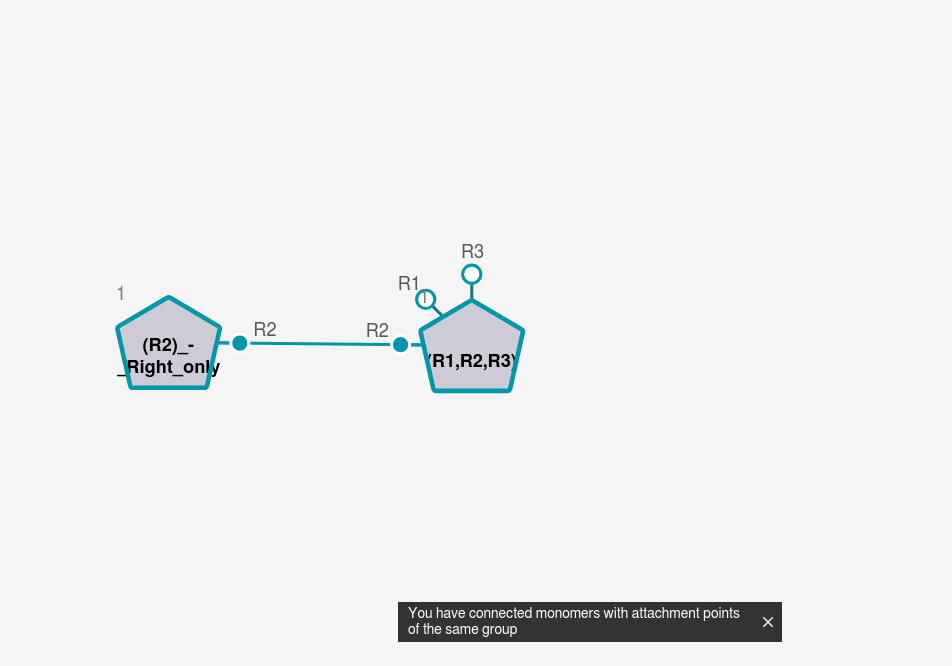 R3
R1
1
1
R2
R2
(R2)_-
_Right_only
(R1,R2,R3)
You have connected monomers with attachment points
of the same group